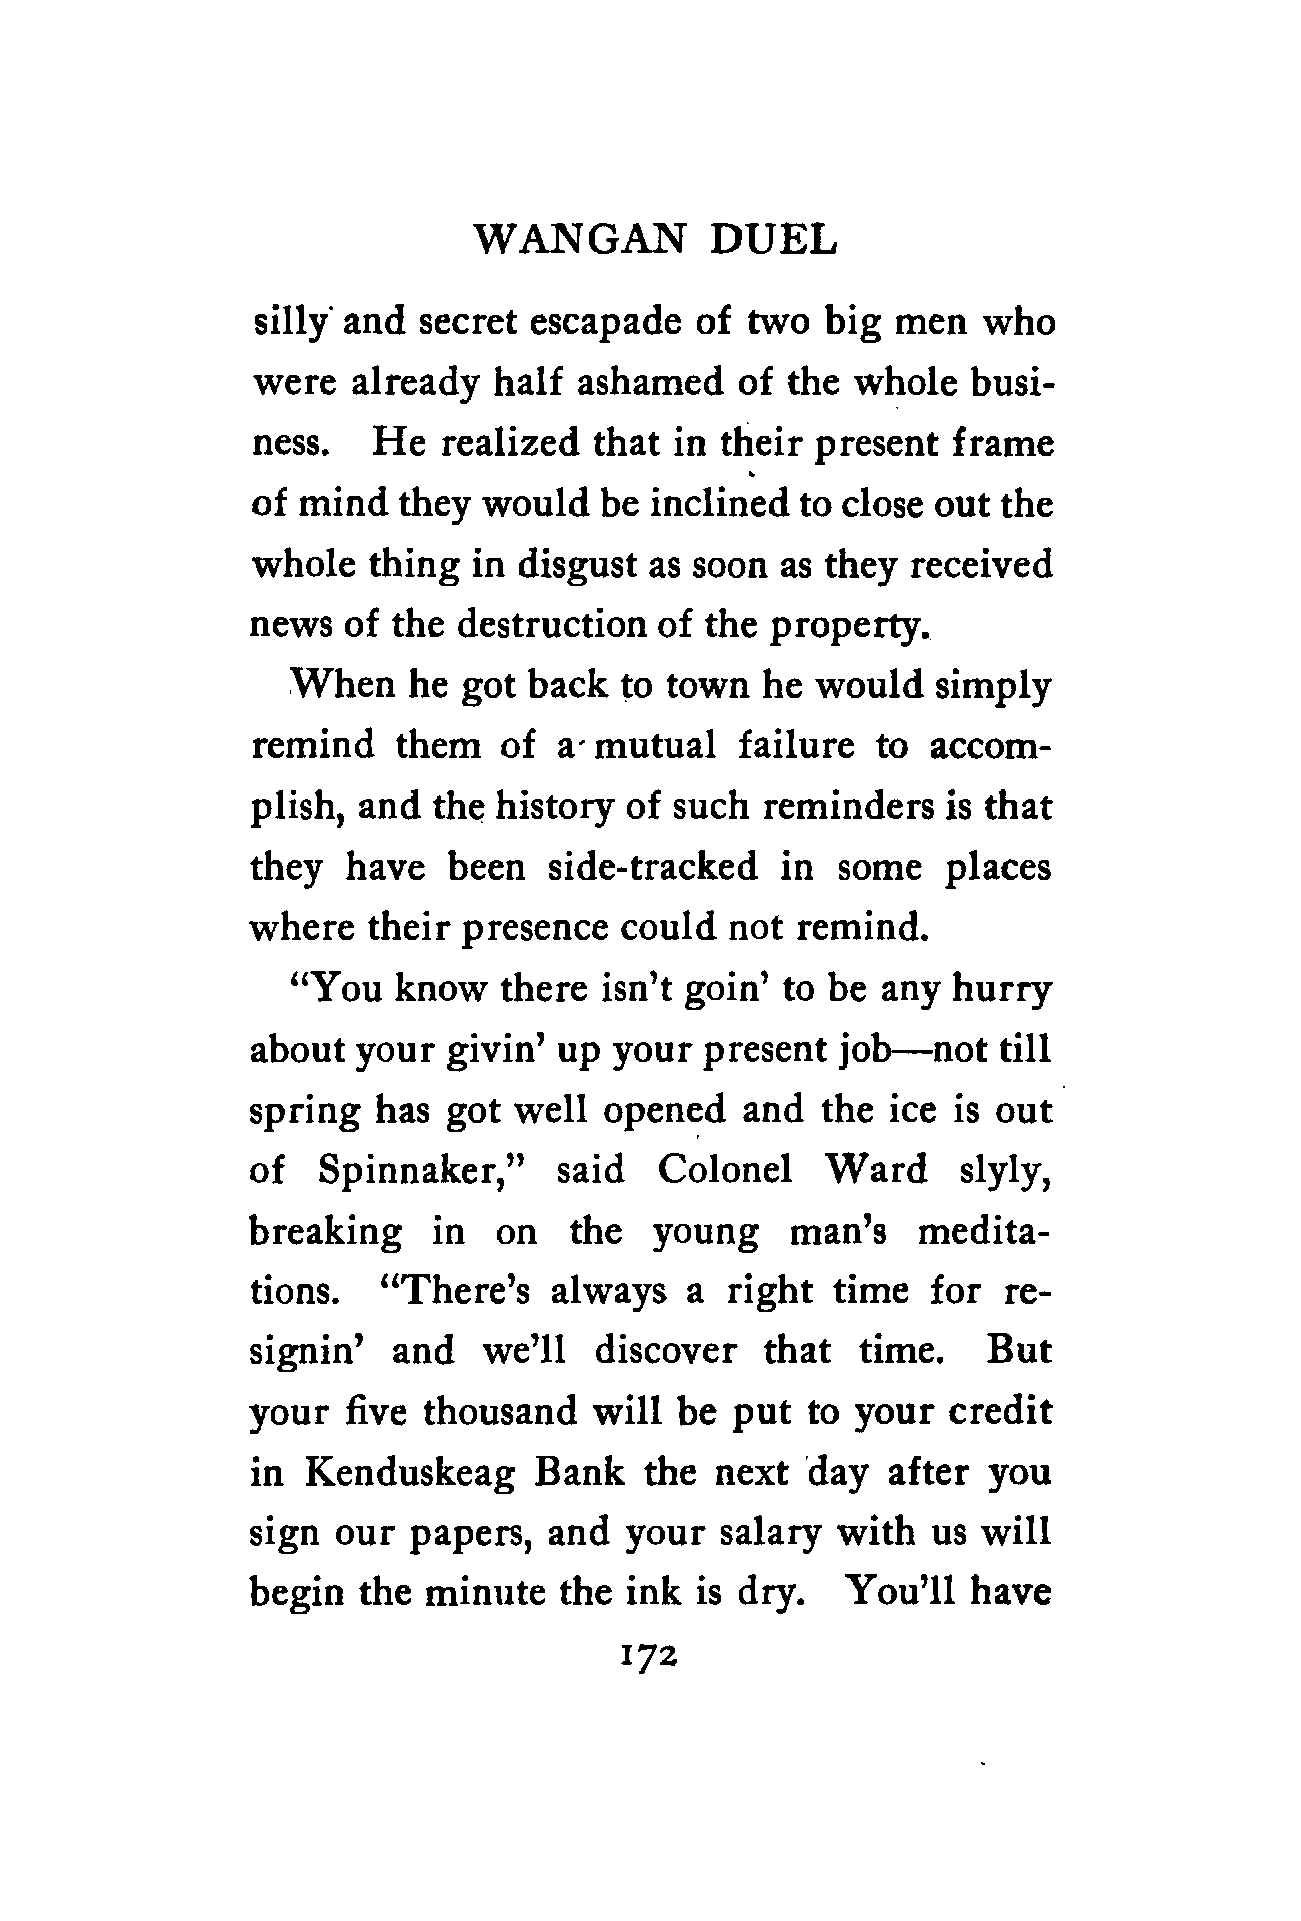 WANGAN DUEL
silly and secret escapade of two big men who
were already half ashamed of the whole busi-
ness. He realized that in their present frame
of mind they would be inclined to close out the
whole thing in disgust as soon as they received
news of the destruction of the property.
When he got back to town he would simply
remind them of a mutual failure to accom-
plish, and the history of such reminders is that
they have been side-tracked in some places
where their presence could not remind.
“You know there isn’t goin’ to be any hurry
about your givin’ up your present job—not till
spring has got well opened and the ice is out
of Spinnaker,” said Colonel Ward slyly,
breaking in on the young man’s medita-
tions. “There’s always a right time for re-
signin’ and we’ll discover that time. But
your five thousand will be put to your credit
in Kenduskeag Bank the next day after you
sign our papers, and your salary with us will
begin the minute the ink is dry. You’ll have
172